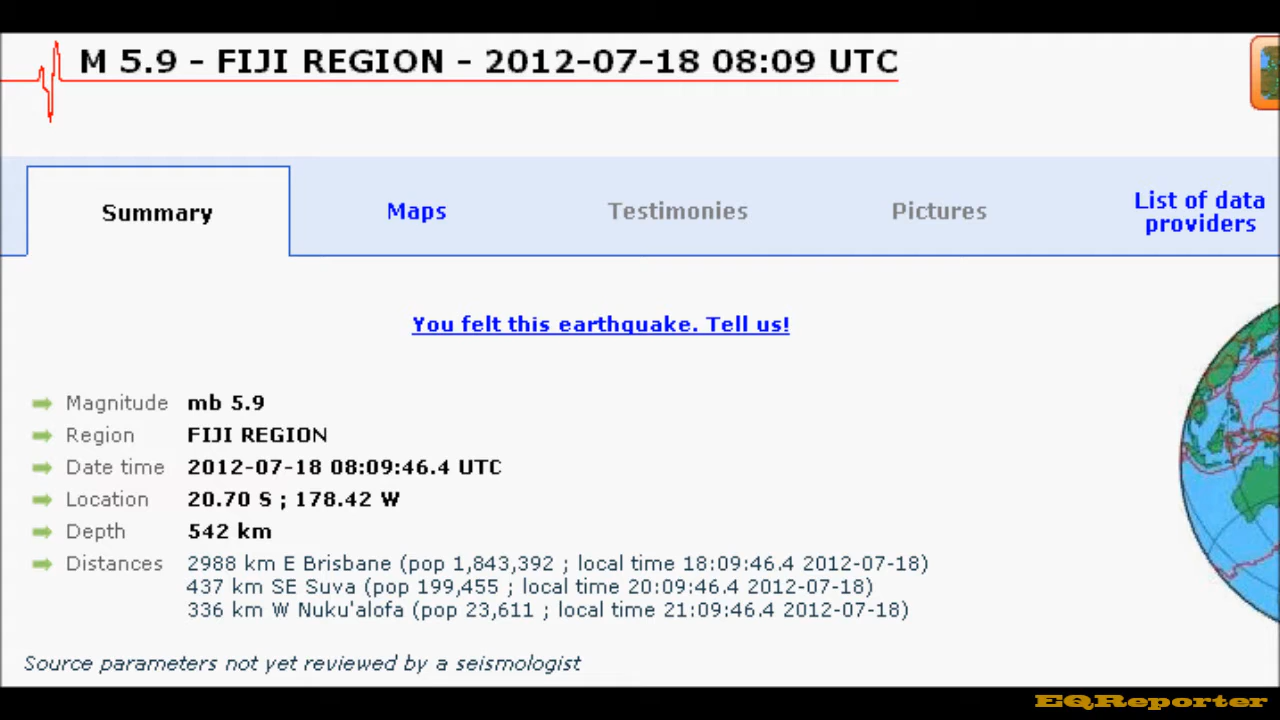 M 5.9 - FIJI REGION - 2012-07-18 08:09 UTC
Summary
Maps
Testimonies
Pictures
List of data
providers
You felt this earthquake. Tell us!
Magnitude mb 5.9
Region FIJI REGION
Date time 2012-07-18 08:09:46.4 UTC
Location 20.70 S ; 178.42 W
Depth 542 km
Distances 2988 km E Brisbane (pop 1,843,392 ; local time 18:09:46.4 2012-07-18)
437 km SE Suva (pop 199,455 ; local time 20:09:46.4 2012-07-18)
336 km W Nuku'alofa (pop 23,611 ; local time 21:09:46.4 2012-07-18)
Source parameters not yet reviewed by a seismologist
EQReporter